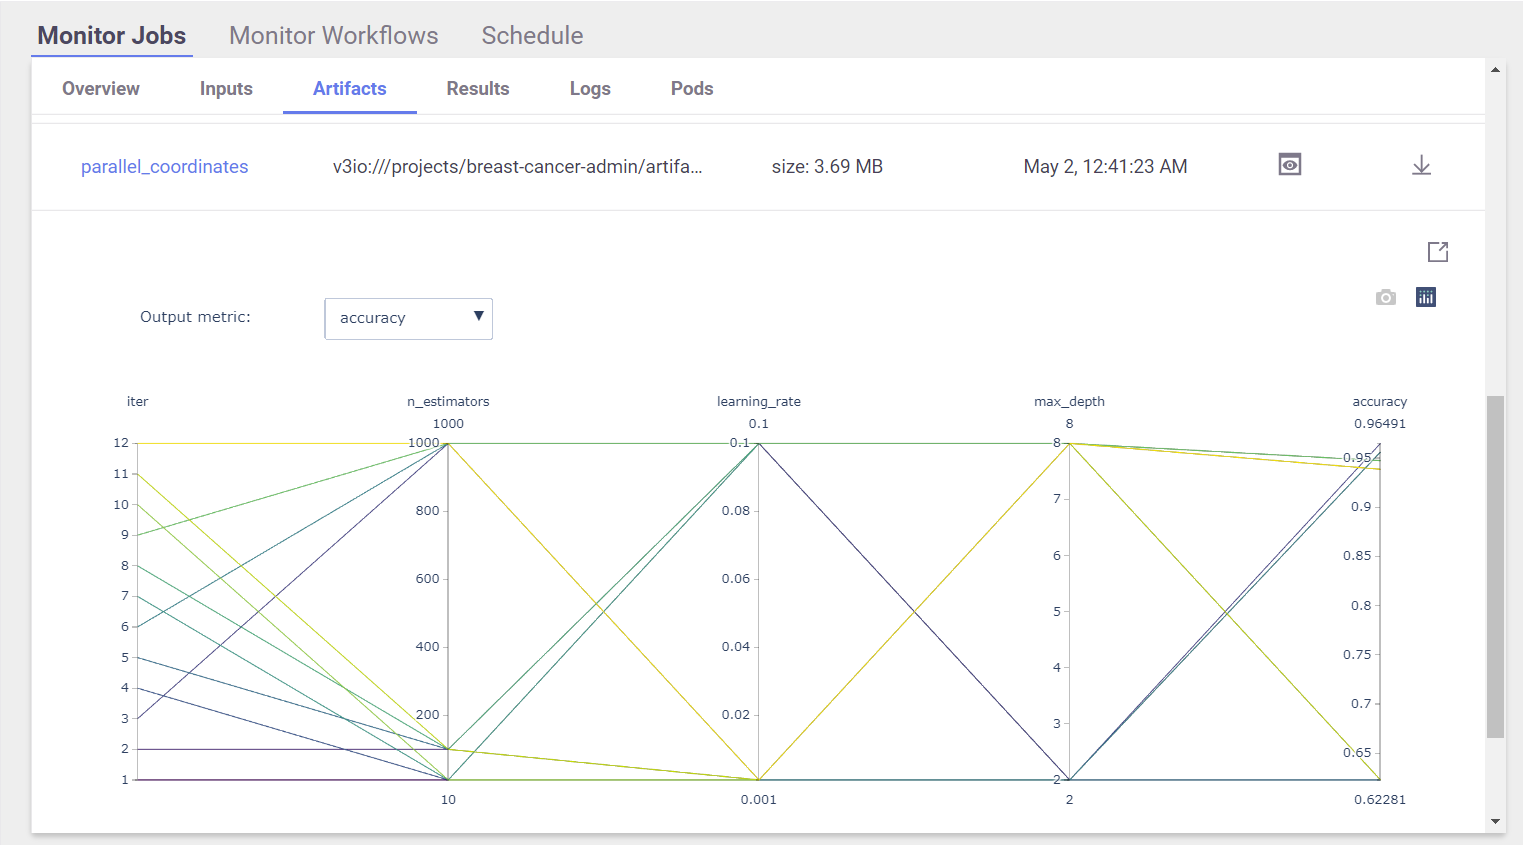 Monitor Jobs Monitor Workflows Schedule
Overview Inputs Artifacts Results Logs Pods
parallel_coordinates v3io:///projects/breast-cancer-admin/artifa... size: 3.69 MB May 2, 12:41:23 AM
Output metric: accuracy
iter n_estimators learning_rate max_depth accuracy
1000 0.1 8 0.96491
12 1000 0.1 8
11 0.95
10 800 0.08 7 0.9
9
8 600 0.06 6 0.85
7
6 5 0.8
5 400 0.04 4 0.75
4
3 200 0.02 3 0.7
2 0.65
1 2
10 0.001 2 0.62281